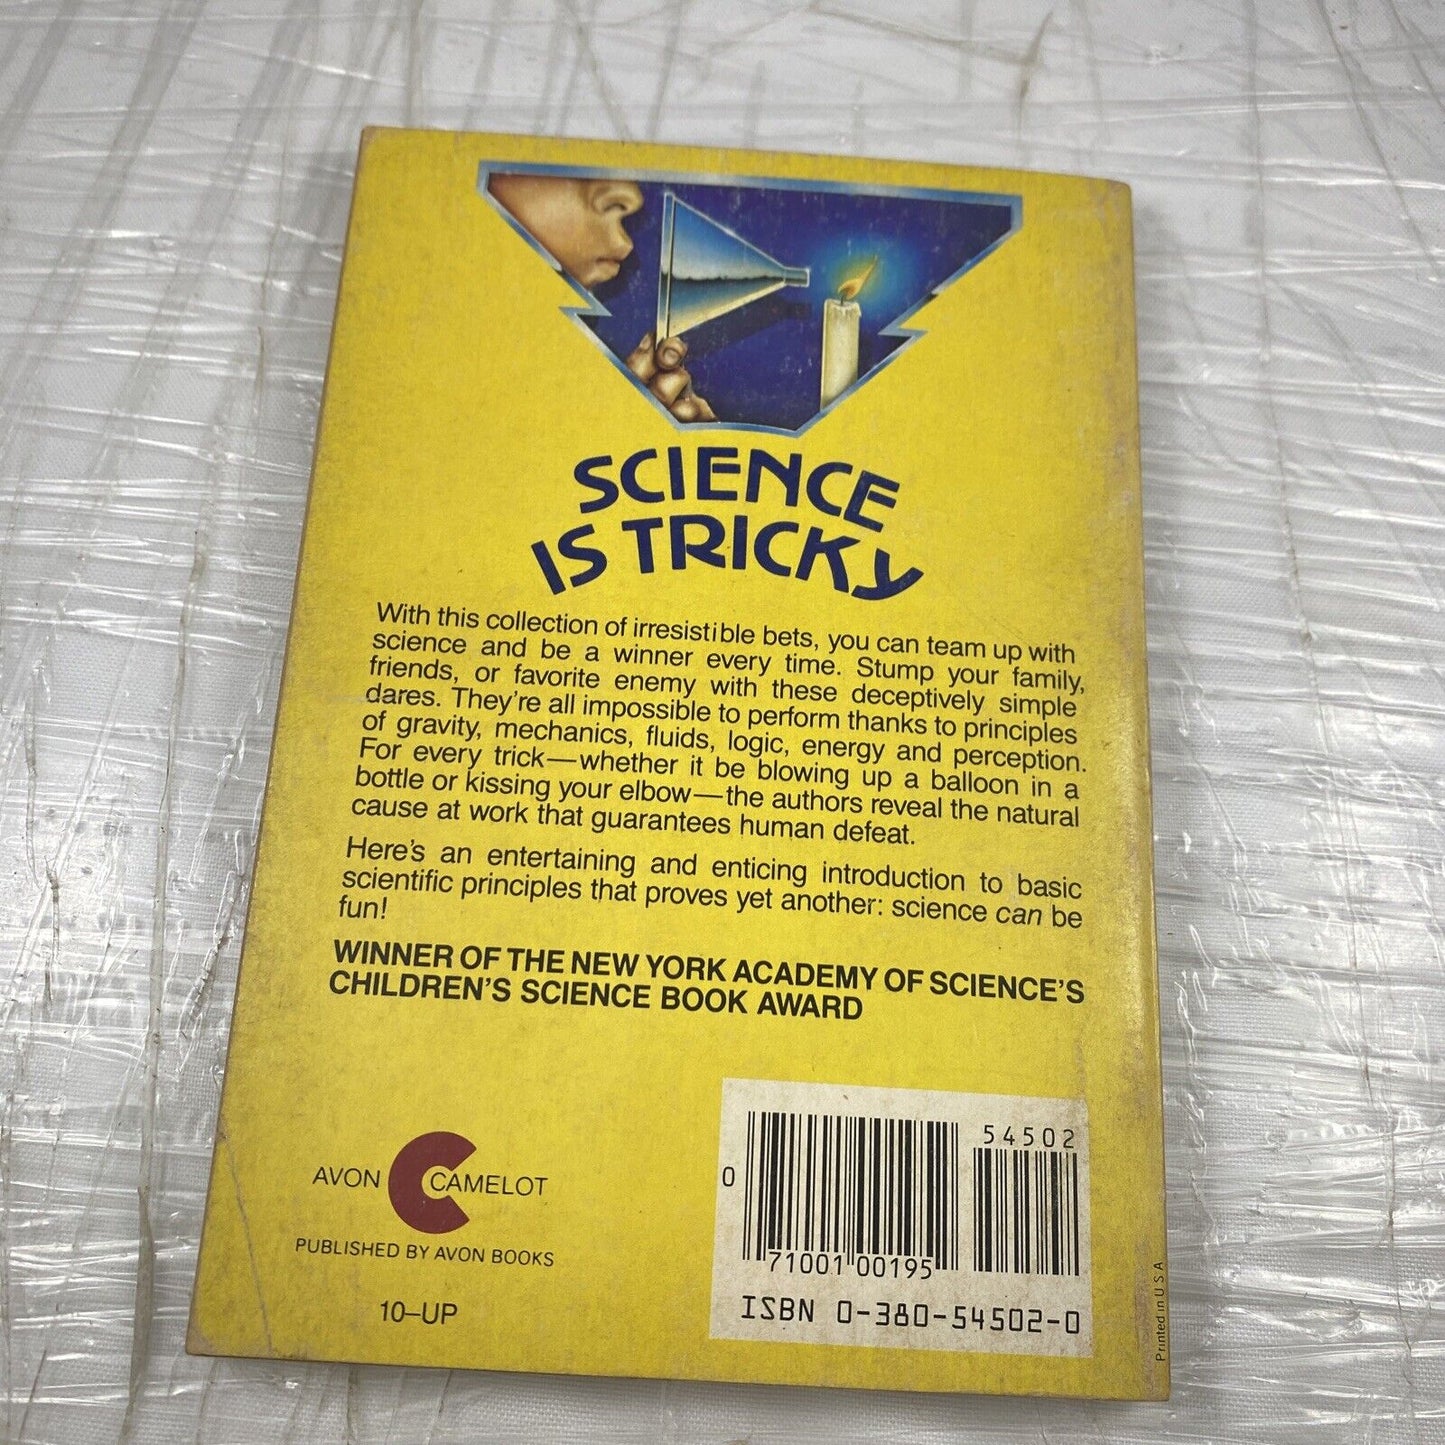 SCIENCE
IS TRICKY
With this collection of irresistible bets, you can team up with
science and be a winner every time. Stump your family,
friends, or favorite enemy with these deceptively simple
dares. They're all impossible to perform thanks to principles
of gravity, mechanics, fluids, logic, energy and perception.
For every trick—whether it be blowing up a balloon in a
bottle or kissing your elbow—the authors reveal the natural
cause at work that guarantees human defeat.
Here's an entertaining and enticing introduction to basic
scientific principles that proves yet another: science can be
fun!
WINNER OF THE NEW YORK ACADEMY OF SCIENCE'S
CHILDREN'S SCIENCE BOOK AWARD
AVON CAMELOT
PUBLISHED BY AVON BOOKS
10–UP
54502
0
71001 00195
ISBN 0-380-54502-0
Printed in U S A